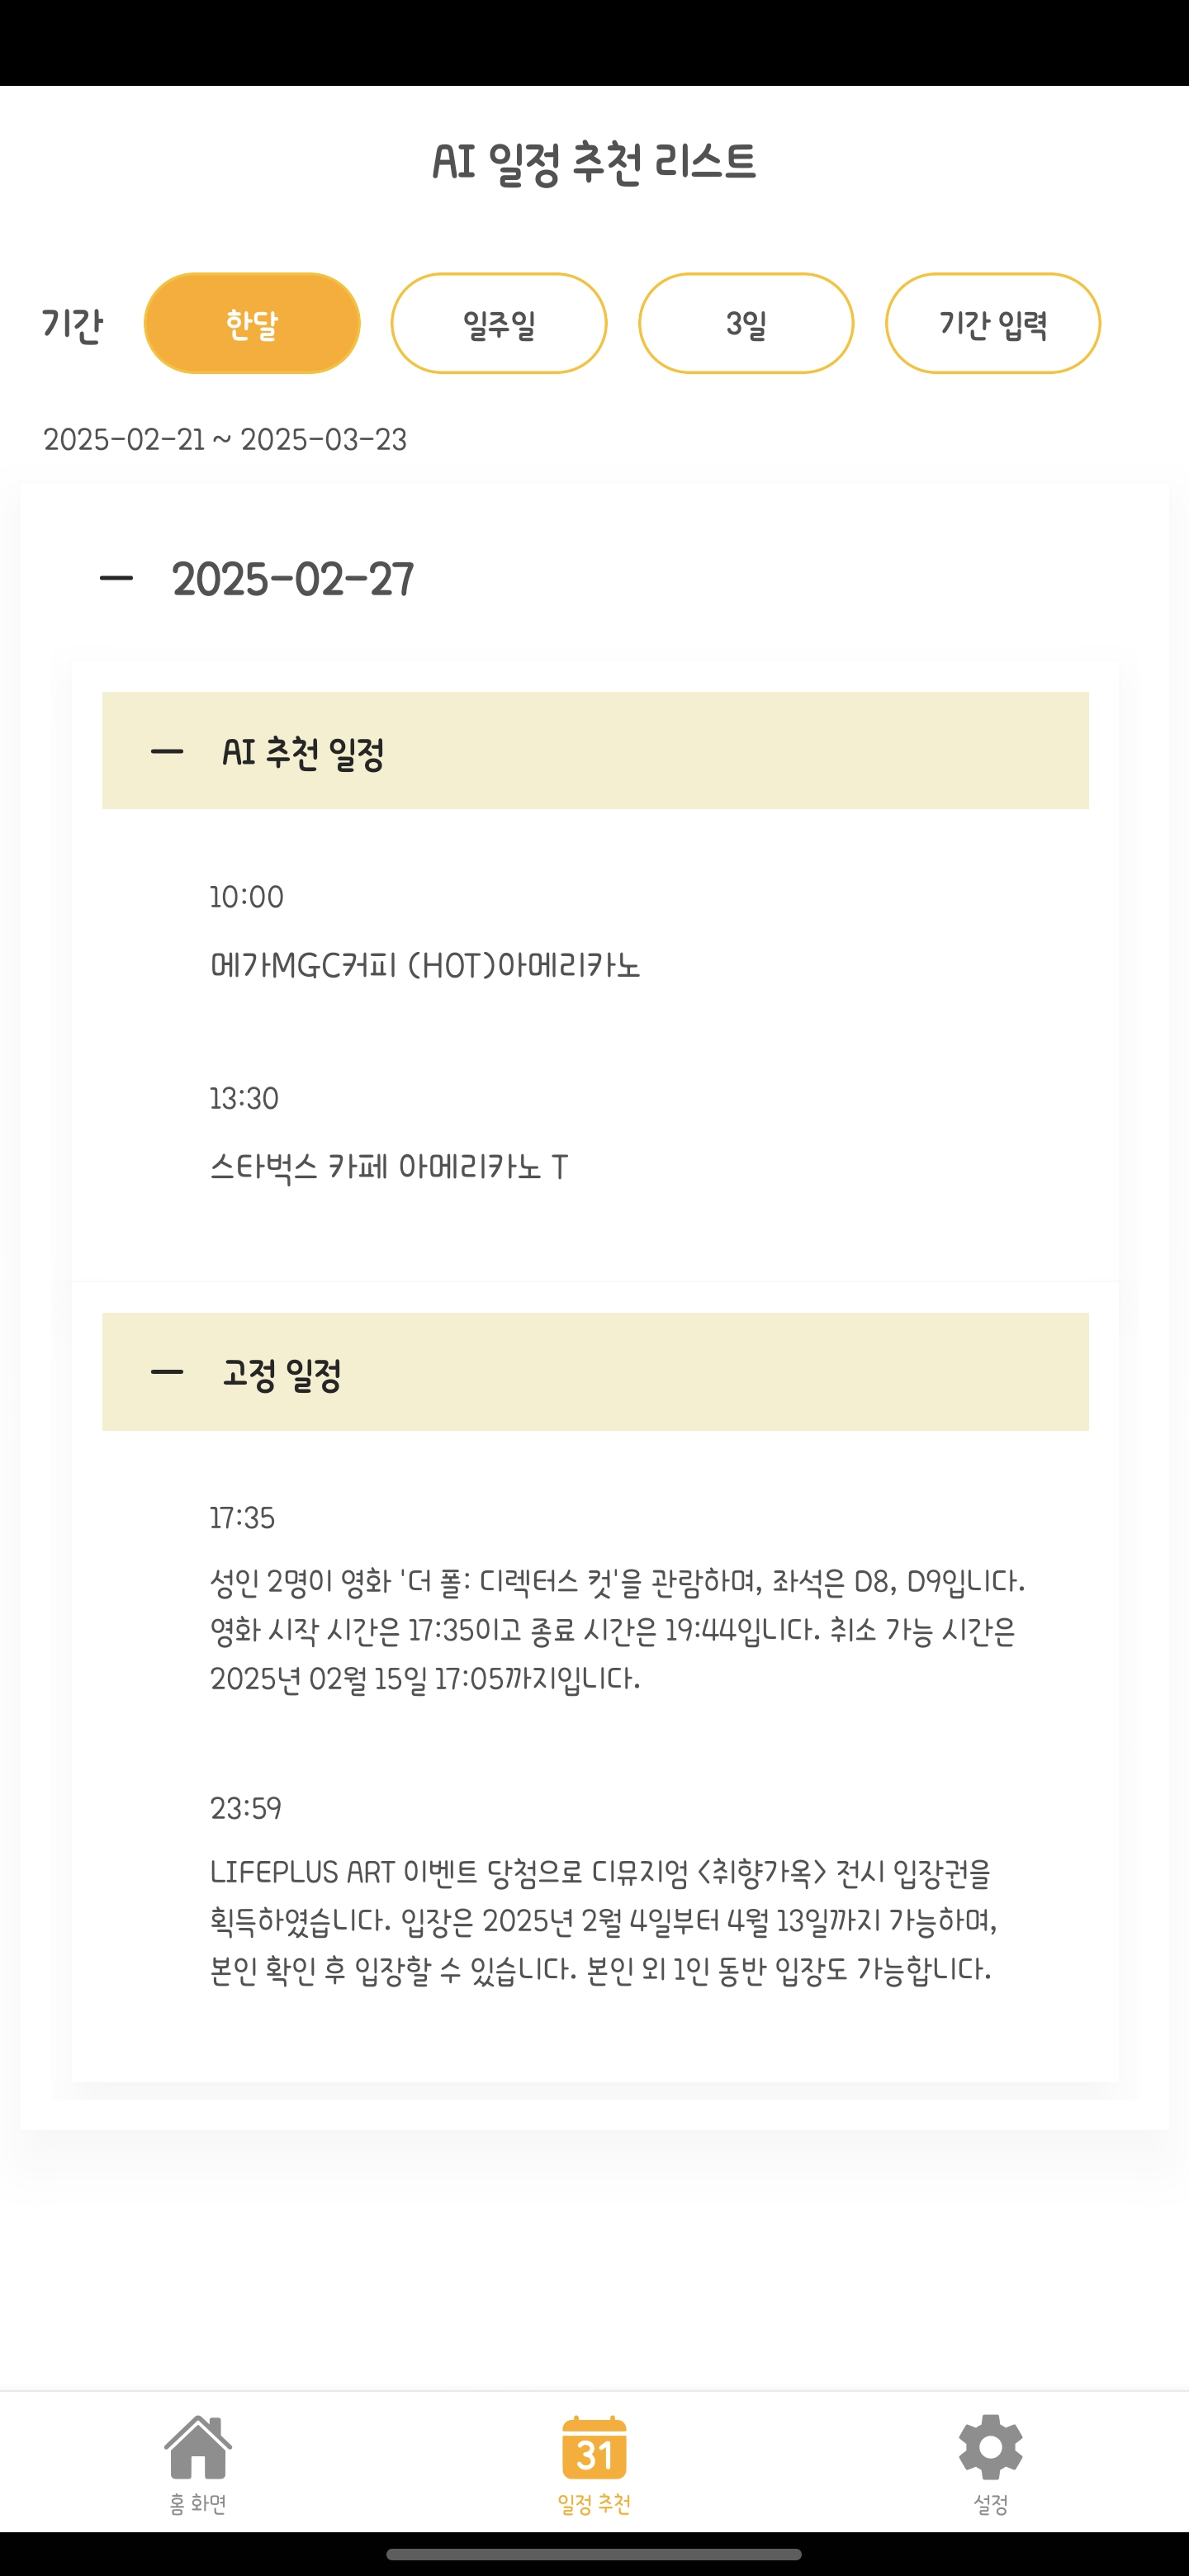 AI 일정 추천 리스트
기간 한달 일주일 3일 기간 입력
2025-02-21 ~ 2025-03-23
2025-02-27
AI 추천 일정
10:00
메가MGC커피 (HOT)아메리카노
13:30
스타벅스 카페 아메리카노 T
고정 일정
17:35
성인 2명이 영화 '더 폴: 디렉터스 컷'을 관람하며, 좌석은 D8, D9입니다.
영화 시작 시간은 17:35이고 종료 시간은 19:44입니다. 취소 가능 시간은
2025년 02월 15일 17:05까지입니다.
23:59
LIFEPLUS ART 이벤트 당첨으로 디뮤지엄 <취향가옥> 전시 입장권을
획득하였습니다. 입장은 2025년 2월 4일부터 4월 13일까지 가능하며,
본인 확인 후 입장할 수 있습니다. 본인 외 1인 동반 입장도 가능합니다.
31
홈 화면 일정 추천 설정